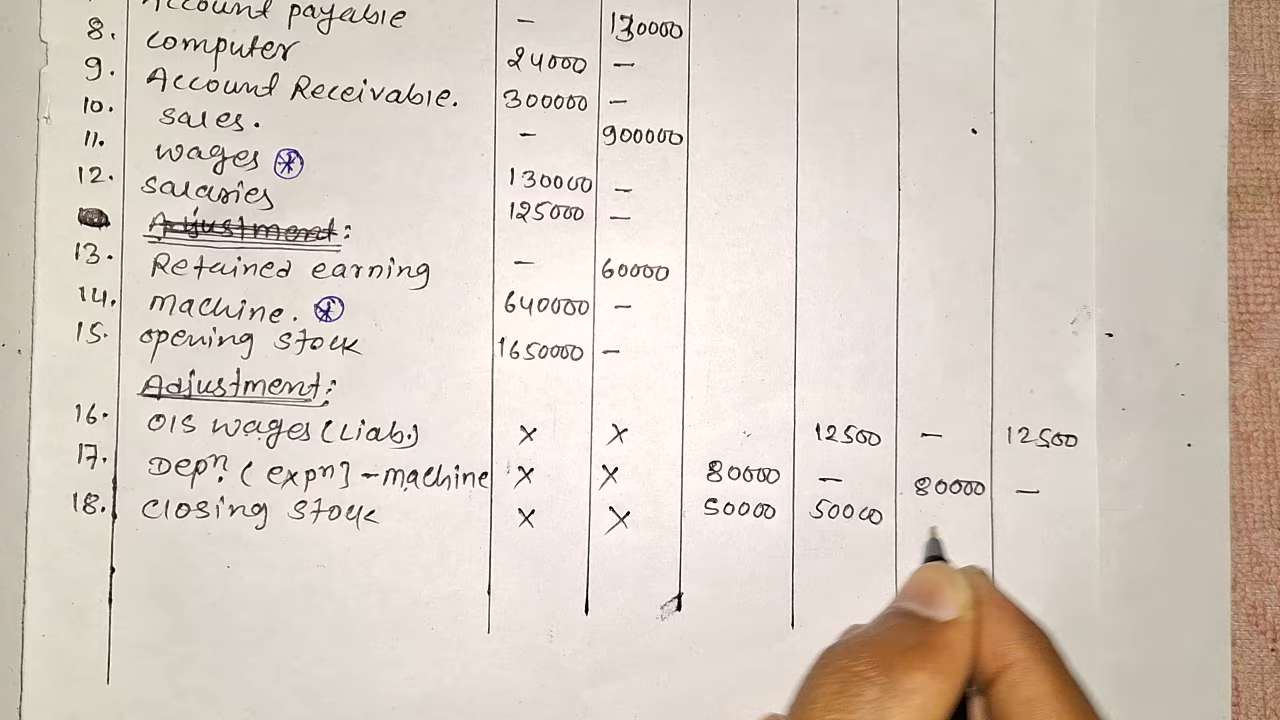 Account payable - 130000
8. computer 24000 -
9. Account Receivable. 300000 -
10. sales. - 900000
11. wages * 130000 -
12. salaries 125000 -
Adjustment:
13. Retained earning - 60000
14. machine. * 640000 -
15. opening stock 1650000 -
Adjustment:
16. O/S wages (Liab.) × × 12500 - 12500
17. Depⁿ. (expⁿ) - machine × × 80000 - 80000 -
18. closing stock × × 50000 50000